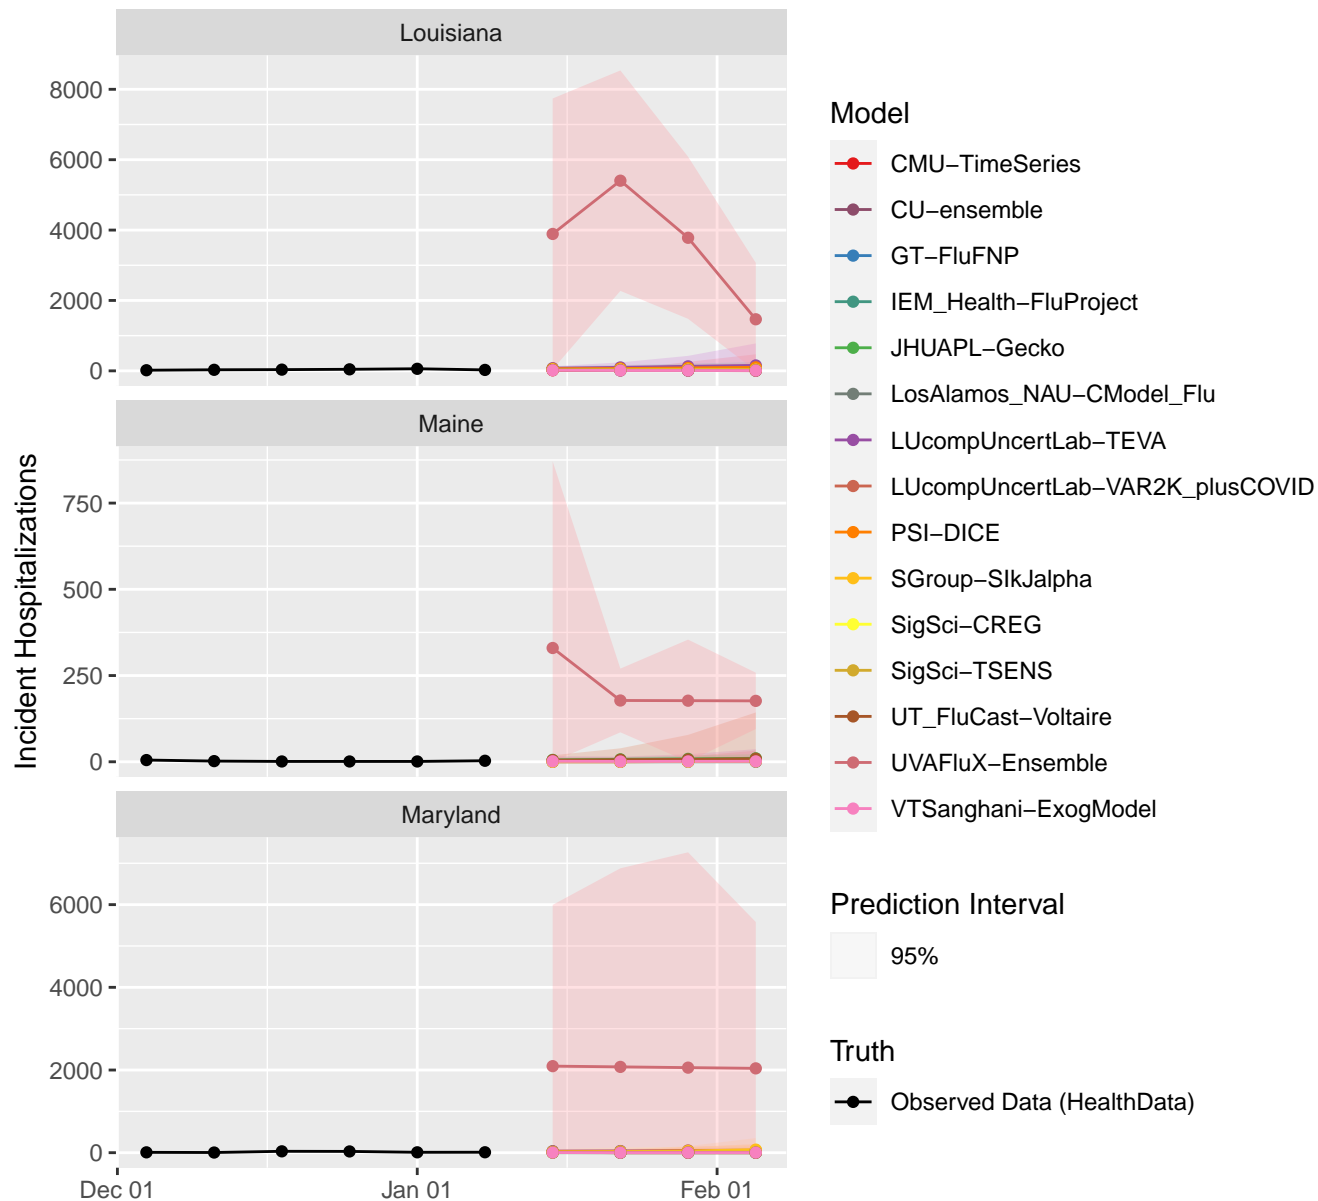 Louisiana
8000
6000
4000
2000
0
Maine
750
500
250
0
Maryland
6000
4000
2000
0
Dec 01
Jan 01
Feb 01
Incident Hospitalizations
Model
CMU−TimeSeries
CU−ensemble
GT−FluFNP
IEM_Health−FluProject
JHUAPL−Gecko
LosAlamos_NAU−CModel_Flu
LUcompUncertLab−TEVA
LUcompUncertLab−VAR2K_plusCOVID
PSI−DICE
SGroup−SIkJalpha
SigSci−CREG
SigSci−TSENS
UT_FluCast−Voltaire
UVAFluX−Ensemble
VTSanghani−ExogModel
Prediction Interval
95%
Truth
Observed Data (HealthData)